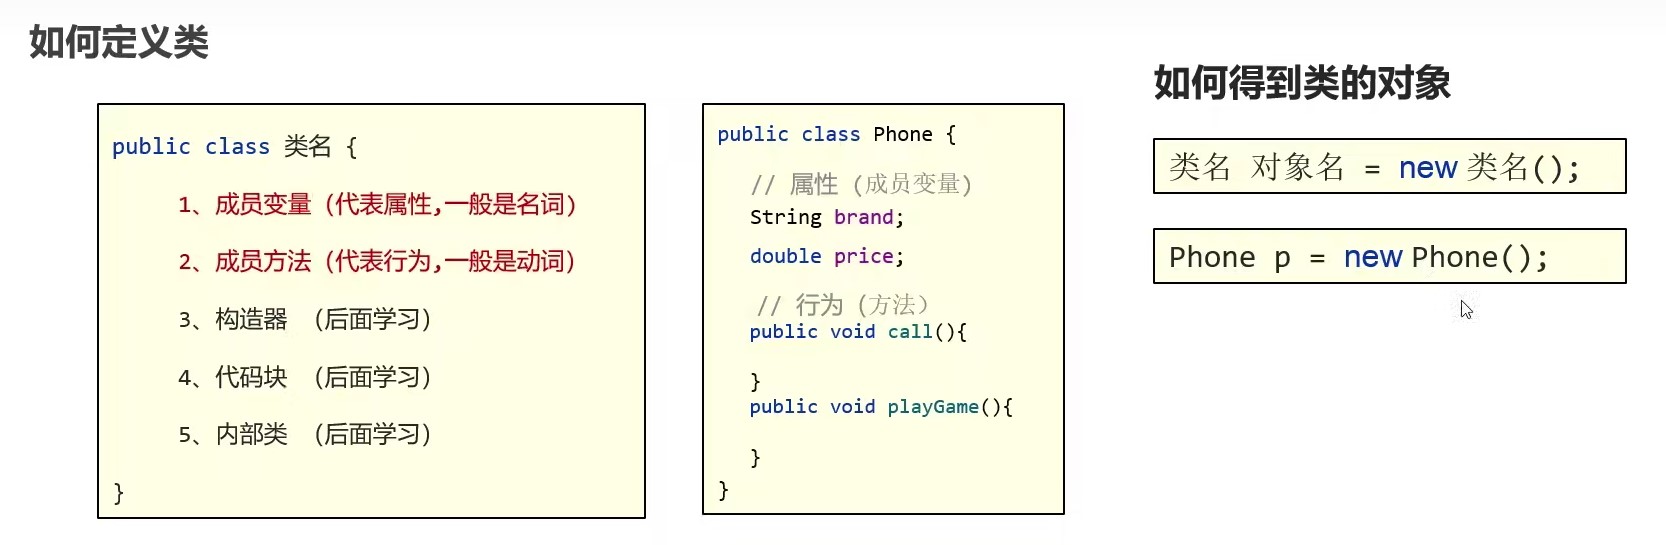 如何定义类
public class 类名 {
1、成员变量（代表属性,一般是名词）
2、成员方法（代表行为,一般是动词）
3、构造器 （后面学习）
4、代码块 （后面学习）
5、内部类 （后面学习）
}
public class Phone {
// 属性（成员变量）
String brand;
double price;
// 行为（方法）
public void call(){
}
public void playGame(){
}
}
如何得到类的对象
类名 对象名 = new 类名();
Phone p = new Phone();